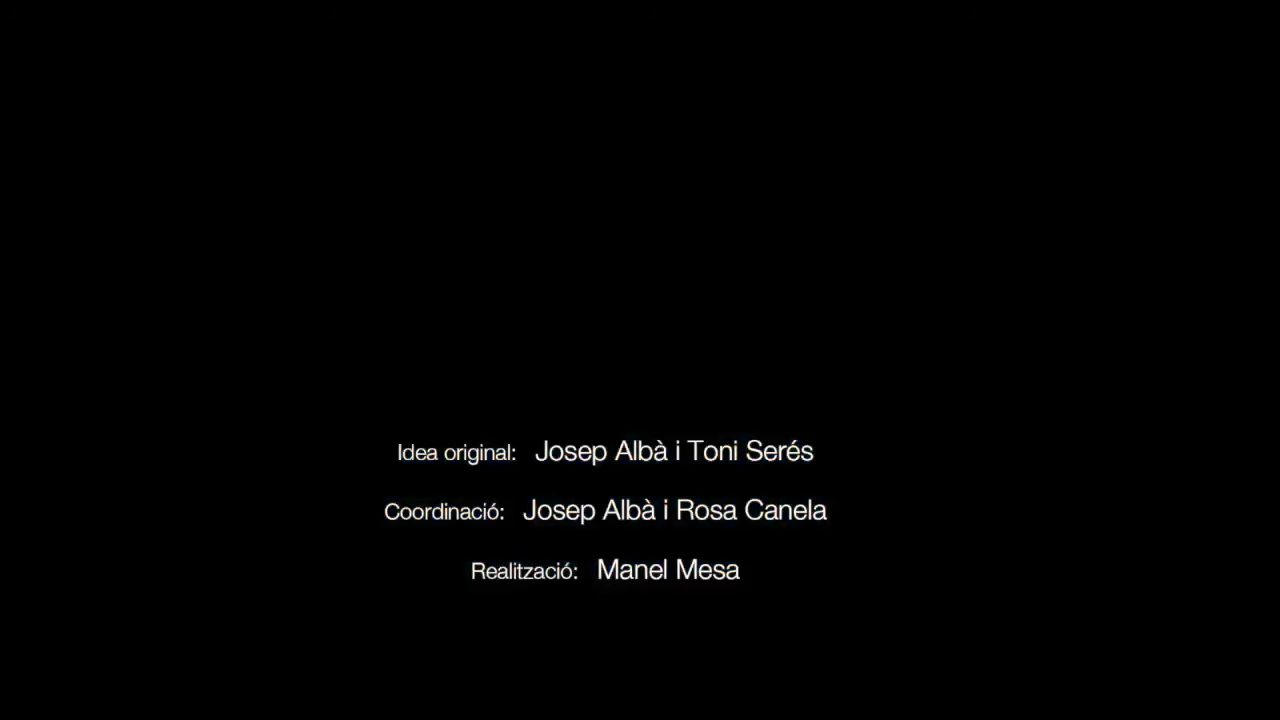 Idea original: Josep Albà i Toni Serés
Coordinació: Josep Albà i Rosa Canela
Realització: Manel Mesa